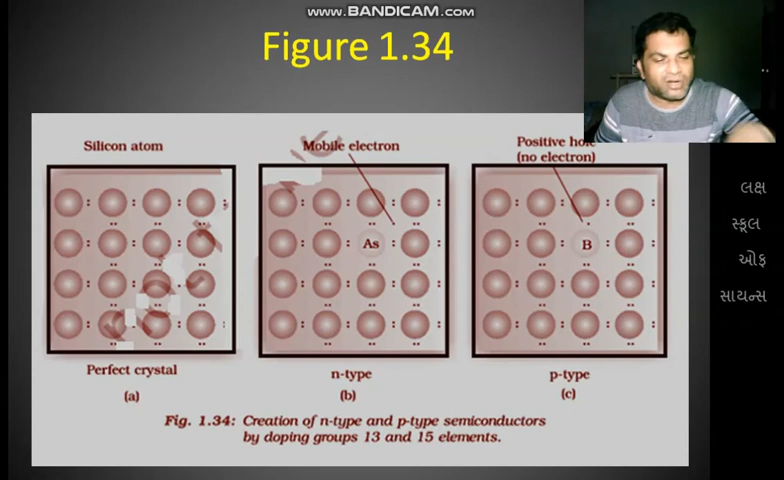 www.BANDICAM.com
Figure 1.34
Silicon atom
Mobile electron
Positive hole
(no electron)
As
B
Perfect crystal
n-type
p-type
(a)
(b)
(c)
Fig. 1.34: Creation of n-type and p-type semiconductors
by doping groups 13 and 15 elements.
લક્ષ
સ્કૂલ
ઓફ
સાયન્સ